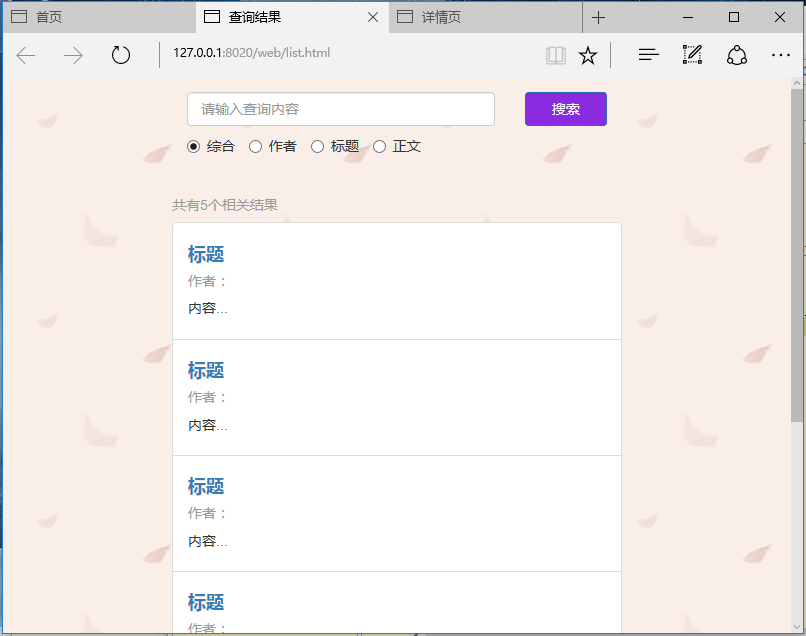 首页
查询结果
详情页
127.0.0.1:8020/web/list.html
请输入查询内容
搜索
综合 作者 标题 正文
共有5个相关结果
标题
作者：
内容...
标题
作者：
内容...
标题
作者：
内容...
标题
作者：